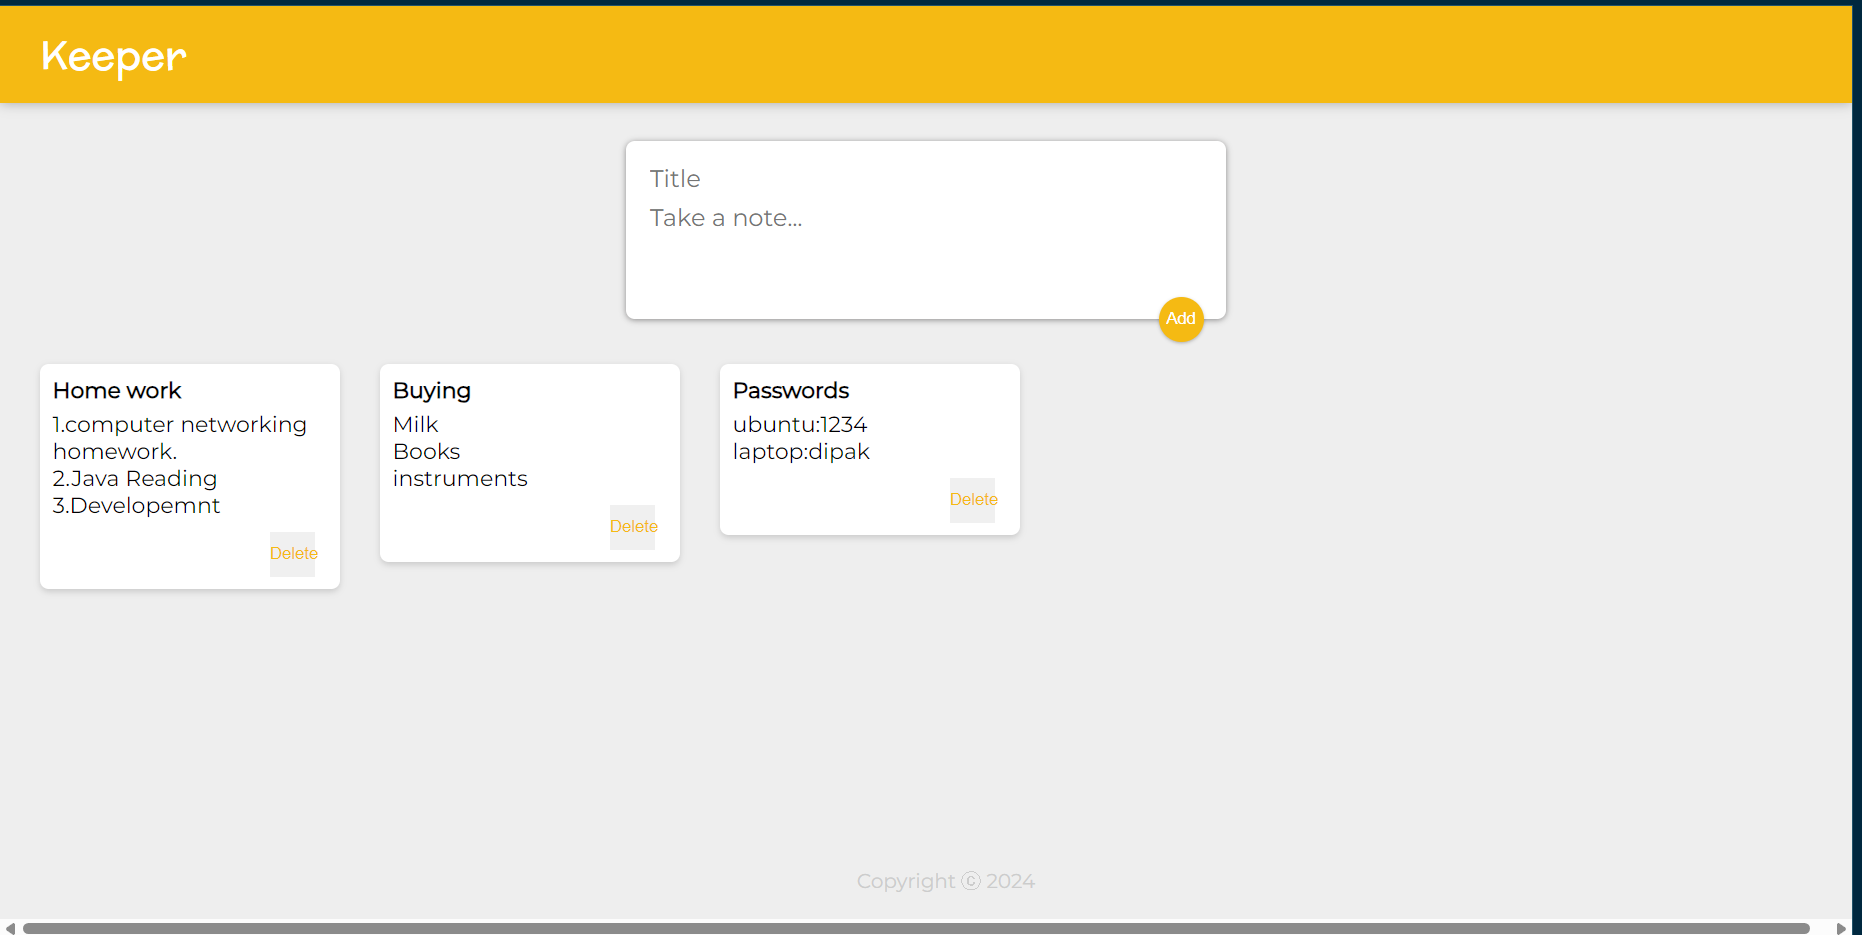 Keeper
Title
Take a note...
Add
Home work
1.computer networking
homework.
2.Java Reading
3.Developemnt
Delete
Buying
Milk
Books
instruments
Delete
Passwords
ubuntu:1234
laptop:dipak
Delete
Copyright ⓒ 2024